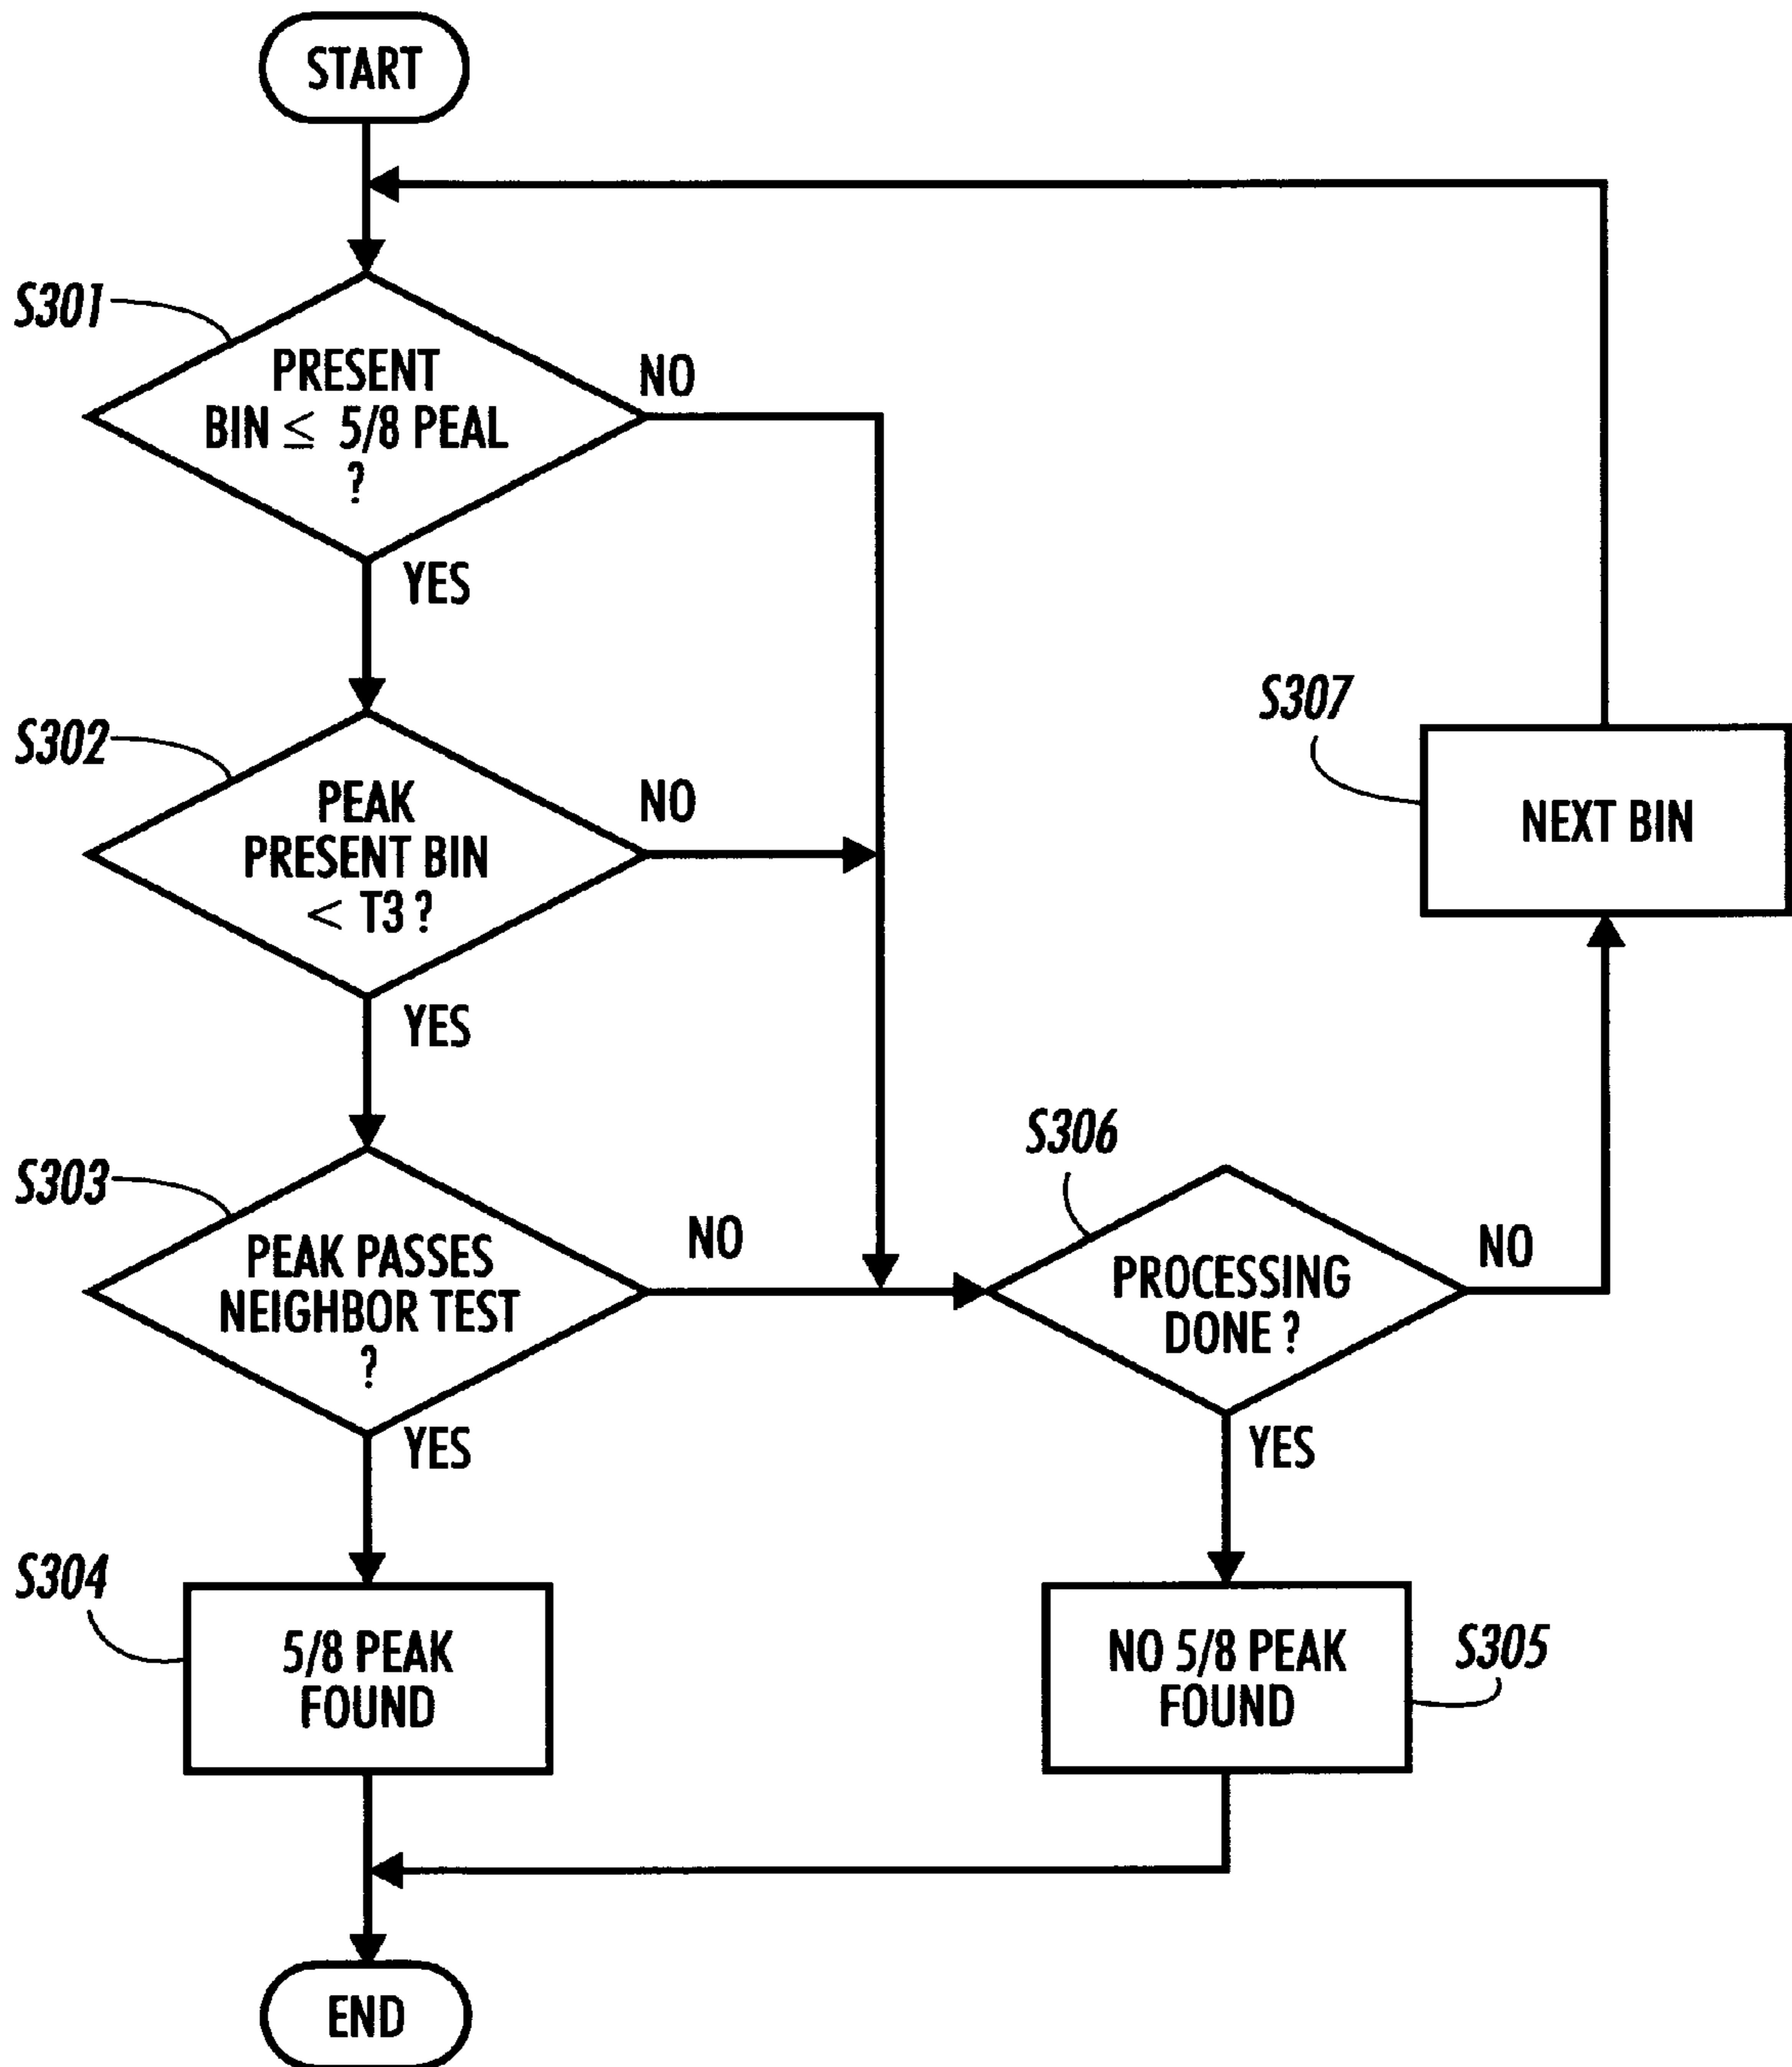 START
S301
PRESENT
BIN ≤ 5/8 PEAL
?
NO
YES
S302
PEAK
PRESENT BIN
< T3 ?
NO
YES
S303
PEAK PASSES
NEIGHBOR TEST
?
NO
YES
S304
5/8 PEAK
FOUND
S306
PROCESSING
DONE ?
NO
YES
S307
NEXT BIN
NO 5/8 PEAK
FOUND
S305
END